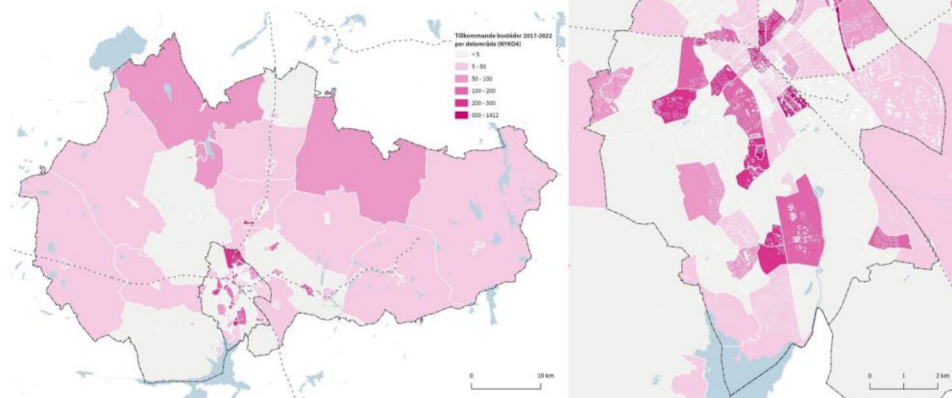 Tillkommande bostäder 2017-2022
per delområde (NYKO4)
< 5
5 - 50
50 - 100
100 - 200
200 - 500
500 - 1412
0 10 km
0 1 2 km